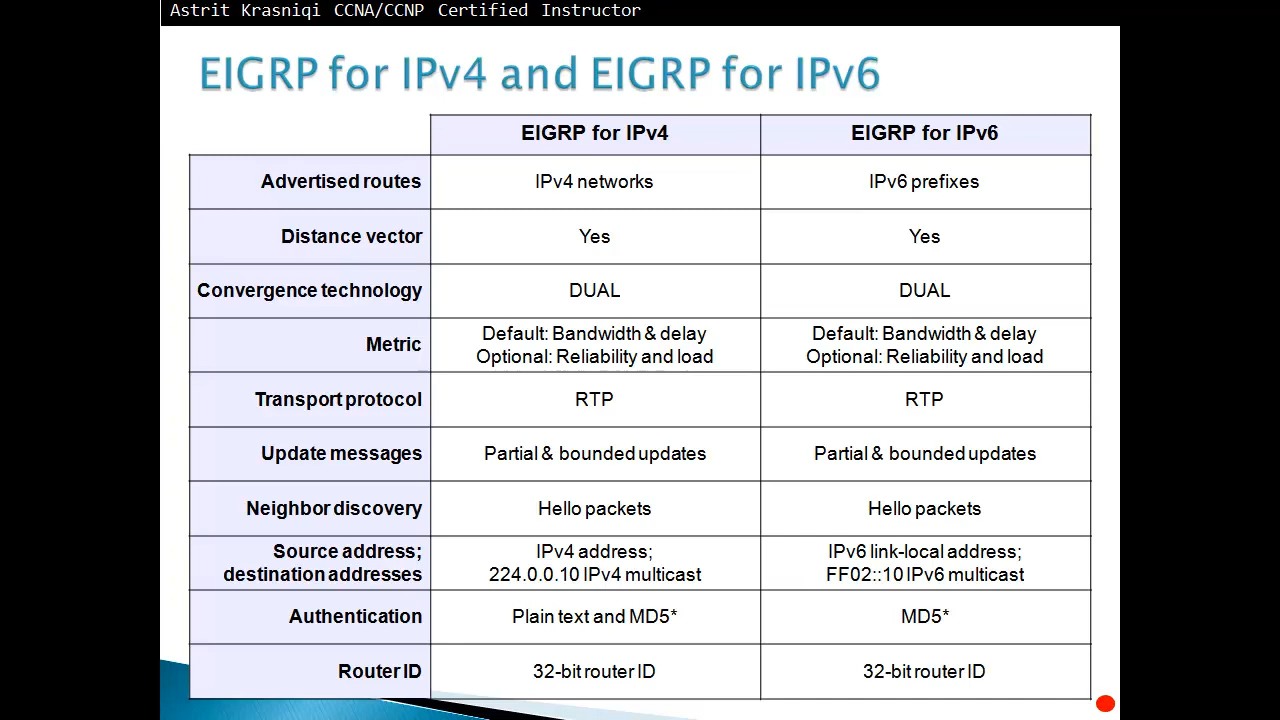 Astrit Krasniqi CCNA/CCNP Certified Instructor
EIGRP for IPv4 and EIGRP for IPv6
EIGRP for IPv4 EIGRP for IPv6
Advertised routes IPv4 networks IPv6 prefixes
Distance vector Yes Yes
Convergence technology DUAL DUAL
Metric
Default: Bandwidth & delay
Optional: Reliability and load
Default: Bandwidth & delay
Optional: Reliability and load
Transport protocol RTP RTP
Update messages Partial & bounded updates Partial & bounded updates
Neighbor discovery Hello packets Hello packets
Source address;
destination addresses
IPv4 address;
224.0.0.10 IPv4 multicast
IPv6 link-local address;
FF02::10 IPv6 multicast
Authentication Plain text and MD5* MD5*
Router ID 32-bit router ID 32-bit router ID